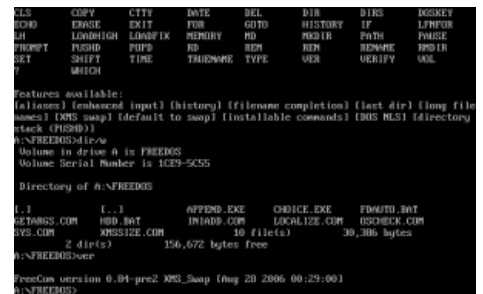 CLS COPY CTTY DATE DEL DIR DIRS DOSKEY
ECHO ERASE EXIT FOR GOTO HISTORY IF LFNFOR
LH LOADHIGH LOADFIX MEMORY MD MKDIR PATH PAUSE
PROMPT PUSHD POPD RD REM REN RENAME RMDIR
SET SHIFT TIME TRUENAME TYPE VER VERIFY VOL
? WHICH
Features available:
[aliases] [enhanced input] [history] [filename completion] [last dir] [long file
names] [XMS swap] [default to swap] [installable commands] [DOS NLS] [directory
stack (PUSHD)]
A:\FREEDOS>dir/w
Volume in drive A is FREEDOS
Volume Serial Number is 1CE9-5C55
Directory of A:\FREEDOS
[.] [..] APPEND.EXE CHOICE.EXE FDAUTO.BAT
GETARGS.COM HDD.BAT INIADD.COM LOCALIZE.COM OSCHECK.COM
SYS.COM XMSSIZE.COM 10 file(s) 30,386 bytes
2 dir(s) 156,672 bytes free
A:\FREEDOS>ver
FreeCom version 0.84-pre2 XMS_Swap [Aug 28 2006 00:29:00]
A:\FREEDOS>